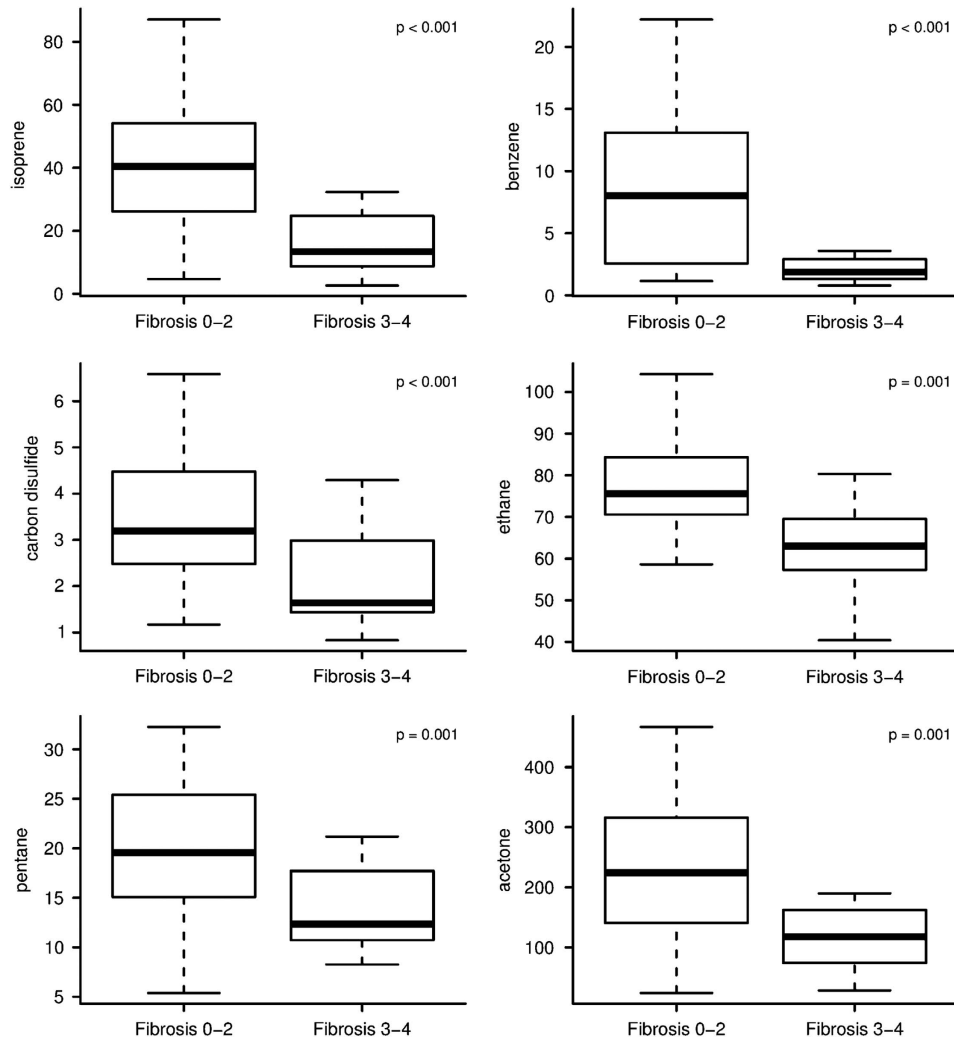 p < 0.001
isoprene
80
60
40
20
0
Fibrosis 0–2
Fibrosis 3–4
p < 0.001
benzene
20
15
10
5
0
Fibrosis 0–2
Fibrosis 3–4
p < 0.001
carbon disulfide
6
5
4
3
2
1
Fibrosis 0–2
Fibrosis 3–4
p = 0.001
ethane
100
90
80
70
60
50
40
Fibrosis 0–2
Fibrosis 3–4
p = 0.001
pentane
30
25
20
15
10
5
Fibrosis 0–2
Fibrosis 3–4
p = 0.001
acetone
400
300
200
100
Fibrosis 0–2
Fibrosis 3–4